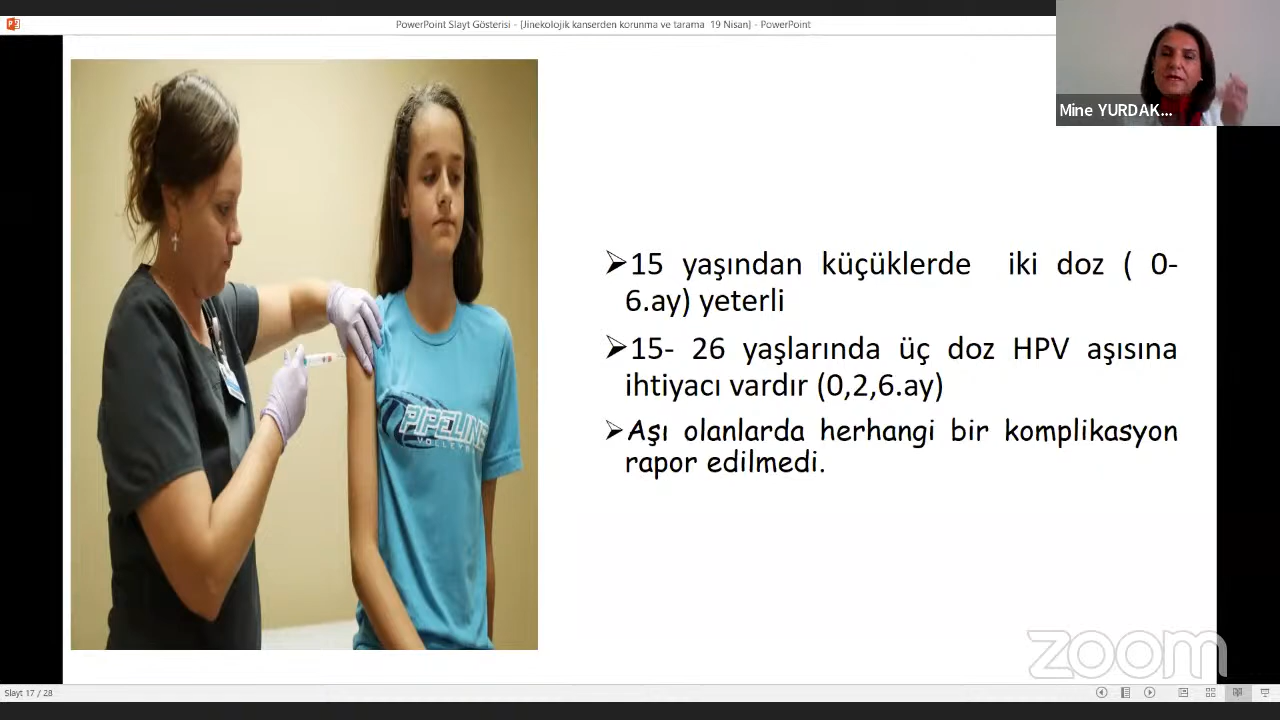 PowerPoint Slayt Gösterisi - [Jinekolojik kanserden korunma ve tarama 19 Nisan] - PowerPoint
Mine YURDAK...
➢15 yaşından küçüklerde iki doz ( 0-
6.ay) yeterli
➢15- 26 yaşlarında üç doz HPV aşısına
ihtiyacı vardır (0,2,6.ay)
➢Aşı olanlarda herhangi bir komplikasyon
rapor edilmedi.
PIPELINE
zoom
Slayt 17 / 28